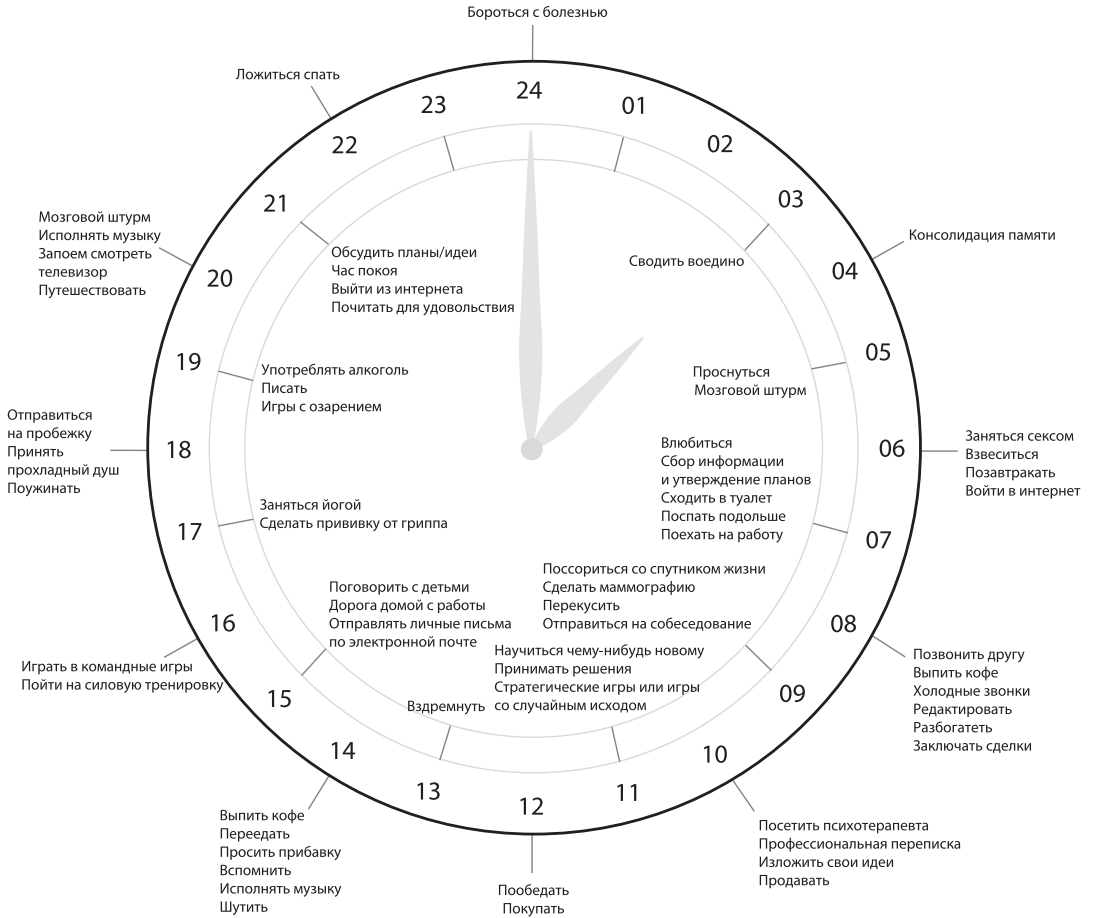 Бороться с болезнью
Ложиться спать
24
23
01
22
02
21
03
Мозговой штурм
Исполнять музыку
Запоем смотреть
телевизор
Путешествовать
20
04
Консолидация памяти
Обсудить планы/идеи
Час покоя
Выйти из интернета
Почитать для удовольствия
Сводить воедино
19
05
Употреблять алкоголь
Писать
Игры с озарением
Проснуться
Мозговой штурм
Отправиться
на пробежку
Принять
прохладный душ
Поужинать
18
06
Влюбиться
Сбор информации
и утверждение планов
Сходить в туалет
Поспать подольше
Поехать на работу
Заняться сексом
Взвеситься
Позавтракать
Войти в интернет
17
07
Заняться йогой
Сделать прививку от гриппа
Поссориться со спутником жизни
Сделать маммографию
Перекусить
Отправиться на собеседование
Поговорить с детьми
Дорога домой с работы
Отправлять личные письма
по электронной почте
16
08
Играть в командные игры
Пойти на силовую тренировку
Научиться чему-нибудь новому
Принимать решения
Стратегические игры или игры
со случайным исходом
Позвонить другу
Выпить кофе
Холодные звонки
Редактировать
Разбогатеть
Заключать сделки
15
09
Вздремнуть
14
10
13
12
11
Выпить кофе
Переедать
Просить прибавку
Вспомнить
Исполнять музыку
Шутить
Пообедать
Покупать
Посетить психотерапевта
Профессиональная переписка
Изложить свои идеи
Продавать